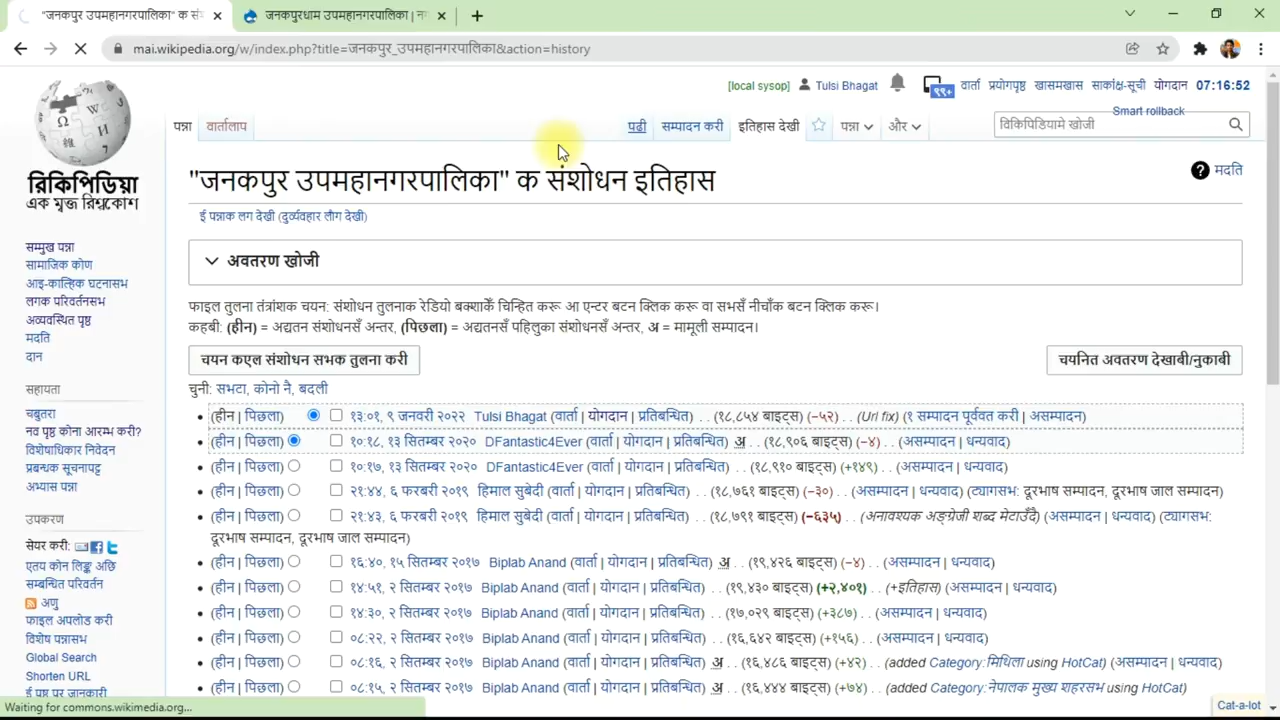 "जनकपुर उपमहानगरपालिका" क सं
जनकपुरधाम उपमहानगरपालिका | न
mai.wikipedia.org/w/index.php?title=जनकपुर_उपमहानगरपालिका&action=history
[local sysop] Tulsi Bhagat ९९+ वार्ता प्रयोगपृष्ठ खासमखास साकांक्ष-सूची योगदान 07:16:52
Smart rollback
पन्ना वार्तालाप पढी सम्पादन करी इतिहास देखी पन्ना और विकिपिडियामे खोजी
"जनकपुर उपमहानगरपालिका" क संशोधन इतिहास
मदति
ई पन्नाक लग देखी (दुर्व्यवहार लौग देखी)
अवतरण खोजी
फाइल तुलना तंत्रांशक चयन: संशोधन तुलनाक रेडियो बक्शाकेँ चिन्हित करू आ एन्टर बटन क्लिक करू वा सभसँ नीचाँक बटन क्लिक करू।
कहबी: (हीन) = अद्यतन संशोधनसँ अन्तर, (पिछला) = अद्यतनसँ पहिलुका संशोधनसँ अन्तर, अ = मामूली सम्पादन।
चयन कएल संशोधन सभक तुलना करी
चयनित अवतरण देखाबी/नुकाबी
चुनी: सभटा, कोनो नै, बदली
(हीन | पिछला) १३:०१, ९ जनवरी २०२२ Tulsi Bhagat (वार्ता | योगदान | प्रतिबन्धित) . . (१८,८५४ बाइट्स) (−५२) . . (Url fix) (१ सम्पादन पूर्ववत करी | असम्पादन)
(हीन | पिछला) १०:१८, १३ सितम्बर २०२० DFantastic4Ever (वार्ता | योगदान | प्रतिबन्धित) . . अ . . (१८,९०६ बाइट्स) (−४) . . (असम्पादन | धन्यवाद)
(हीन | पिछला) १०:१७, १३ सितम्बर २०२० DFantastic4Ever (वार्ता | योगदान | प्रतिबन्धित) . . (१८,९१० बाइट्स) (+१४९) . . (असम्पादन | धन्यवाद)
(हीन | पिछला) २१:४४, ६ फरबरी २०१९ हिमाल सुबेदी (वार्ता | योगदान | प्रतिबन्धित) . . (१८,७६१ बाइट्स) (−३०) . . (असम्पादन | धन्यवाद) (ट्यागसभ: दूरभाष सम्पादन, दूरभाष जाल सम्पादन)
(हीन | पिछला) २१:४३, ६ फरबरी २०१९ हिमाल सुबेदी (वार्ता | योगदान | प्रतिबन्धित) . . (१८,७९१ बाइट्स) (−६३५) . . (अनावश्यक अङ्ग्रेजी शब्द मेटाउँदै) (असम्पादन | धन्यवाद) (ट्यागसभ:
दूरभाष सम्पादन, दूरभाष जाल सम्पादन)
(हीन | पिछला) १६:४०, १५ सितम्बर २०१७ Biplab Anand (वार्ता | योगदान | प्रतिबन्धित) . . अ . . (१९,४२६ बाइट्स) (−४) . . (असम्पादन | धन्यवाद)
(हीन | पिछला) १४:५१, २ सितम्बर २०१७ Biplab Anand (वार्ता | योगदान | प्रतिबन्धित) . . (१९,४३० बाइट्स) (+२,४०१) . . (+इतिहास) (असम्पादन | धन्यवाद)
(हीन | पिछला) १४:३०, २ सितम्बर २०१७ Biplab Anand (वार्ता | योगदान | प्रतिबन्धित) . . (१७,०२९ बाइट्स) (+३८७) . . (असम्पादन | धन्यवाद)
(हीन | पिछला) ०८:२२, २ सितम्बर २०१७ Biplab Anand (वार्ता | योगदान | प्रतिबन्धित) . . (१६,६४२ बाइट्स) (+१५६) . . (असम्पादन | धन्यवाद)
(हीन | पिछला) ०८:१६, २ सितम्बर २०१७ Biplab Anand (वार्ता | योगदान | प्रतिबन्धित) . . अ . . (१६,४८६ बाइट्स) (+४२) . . (added Category:मिथिला using HotCat) (असम्पादन | धन्यवाद)
(हीन | पिछला) ०८:१५, २ सितम्बर २०१७ Biplab Anand (वार्ता | योगदान | प्रतिबन्धित) . . अ . . (१६,४४४ बाइट्स) (+७४) . . (added Category:नेपालक मुख्य शहरसभ using HotCat)
सम्मुख पन्ना
सामाजिक कोण
आइ-काल्हिक घटनासभ
लगक परिवर्तनसभ
अव्यवस्थित पृष्ठ
मदति
दान
सहायता
चबुतरा
नव पृष्ठ कोना आरम्भ करी?
विशेषाधिकार निवेदन
प्रबन्धक सूचनापट्ट
अभ्यास पन्ना
उपकरण
सेयर करी:
एतय कोन लिङ्क अछि
सम्बन्धित परिवर्तन
अणु
फाइल अपलोड करी
विशेष पन्नासभ
Global Search
Shorten URL
ई पृष्ठ पर जानकारी
Waiting for commons.wikimedia.org...
Cat-a-lot